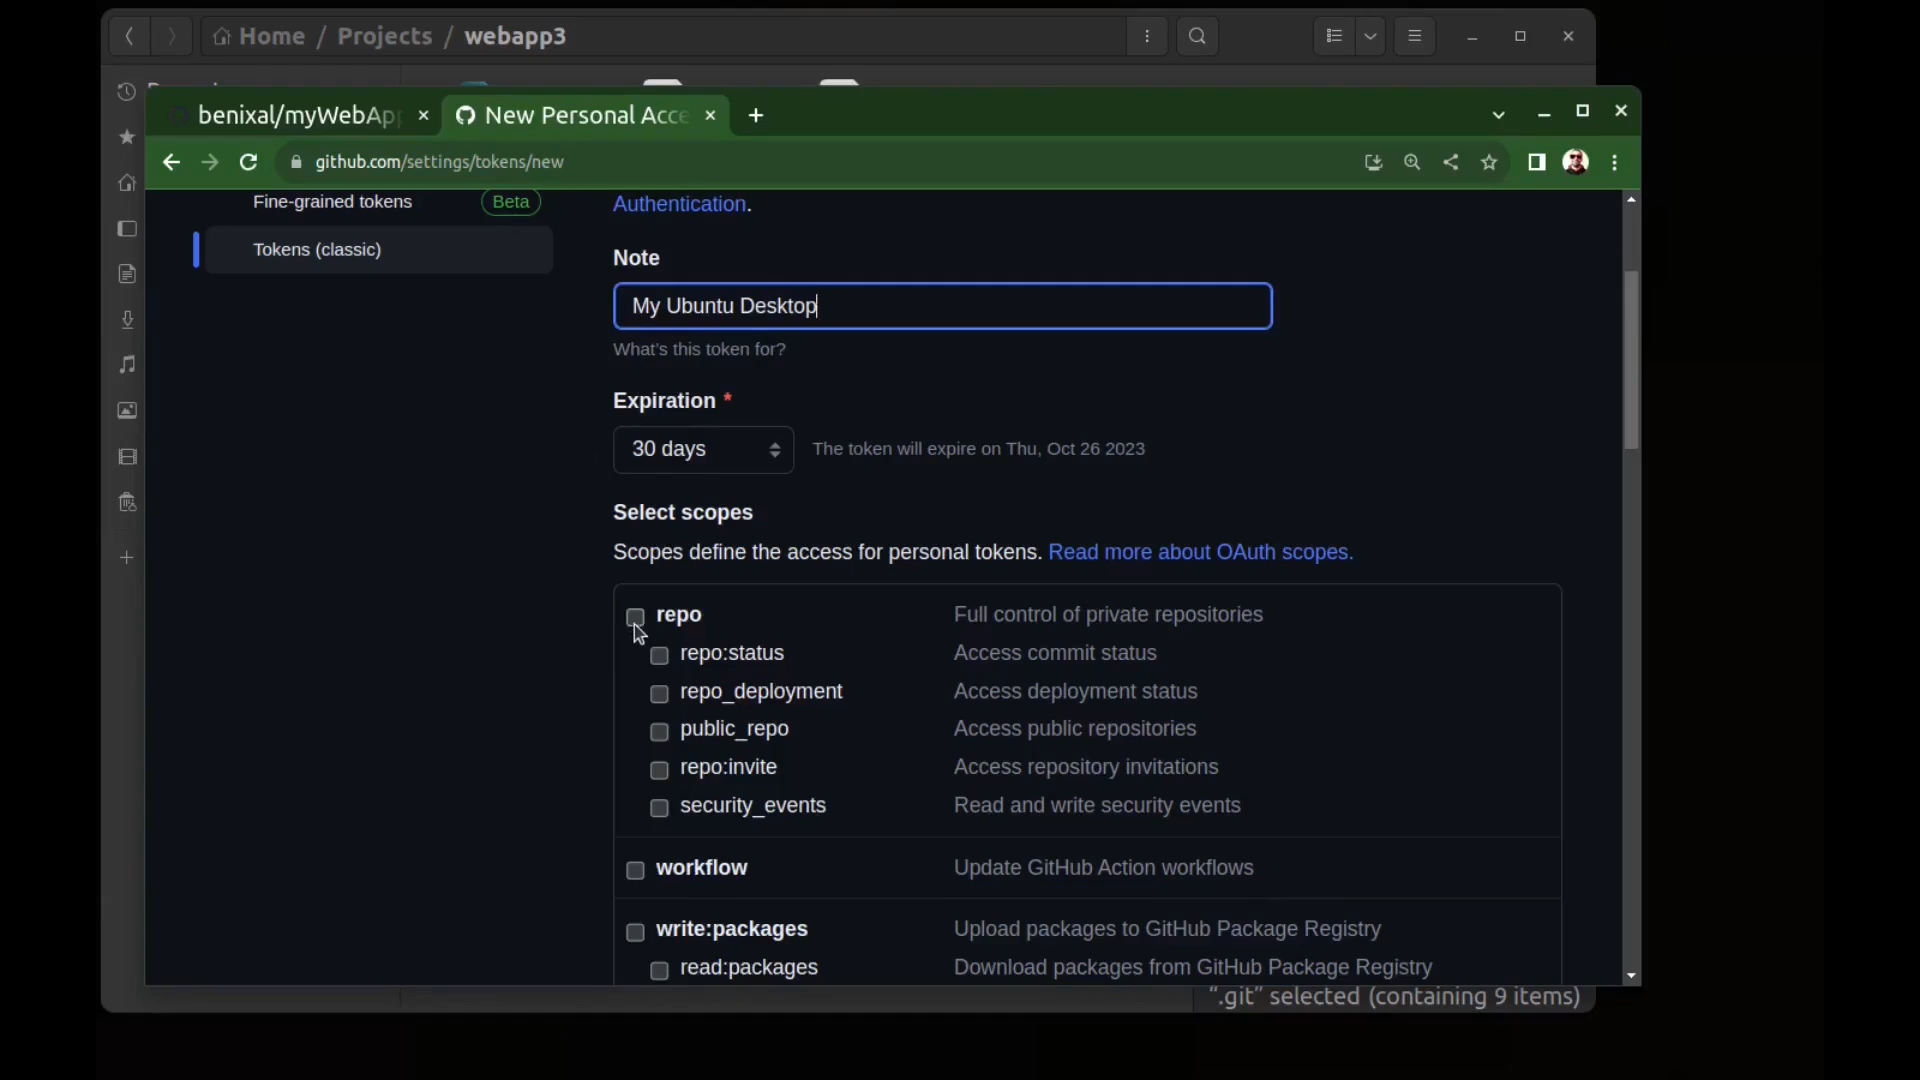 Home / Projects / webapp3
benixal/myWebApp
New Personal Acce
github.com/settings/tokens/new
Fine-grained tokens Beta
Tokens (classic)
Authentication.
Note
My Ubuntu Desktop
What's this token for?
Expiration *
30 days The token will expire on Thu, Oct 26 2023
Select scopes
Scopes define the access for personal tokens. Read more about OAuth scopes.
repo Full control of private repositories
repo:status Access commit status
repo_deployment Access deployment status
public_repo Access public repositories
repo:invite Access repository invitations
security_events Read and write security events
workflow Update GitHub Action workflows
write:packages Upload packages to GitHub Package Registry
read:packages Download packages from GitHub Package Registry
“.git” selected (containing 9 items)